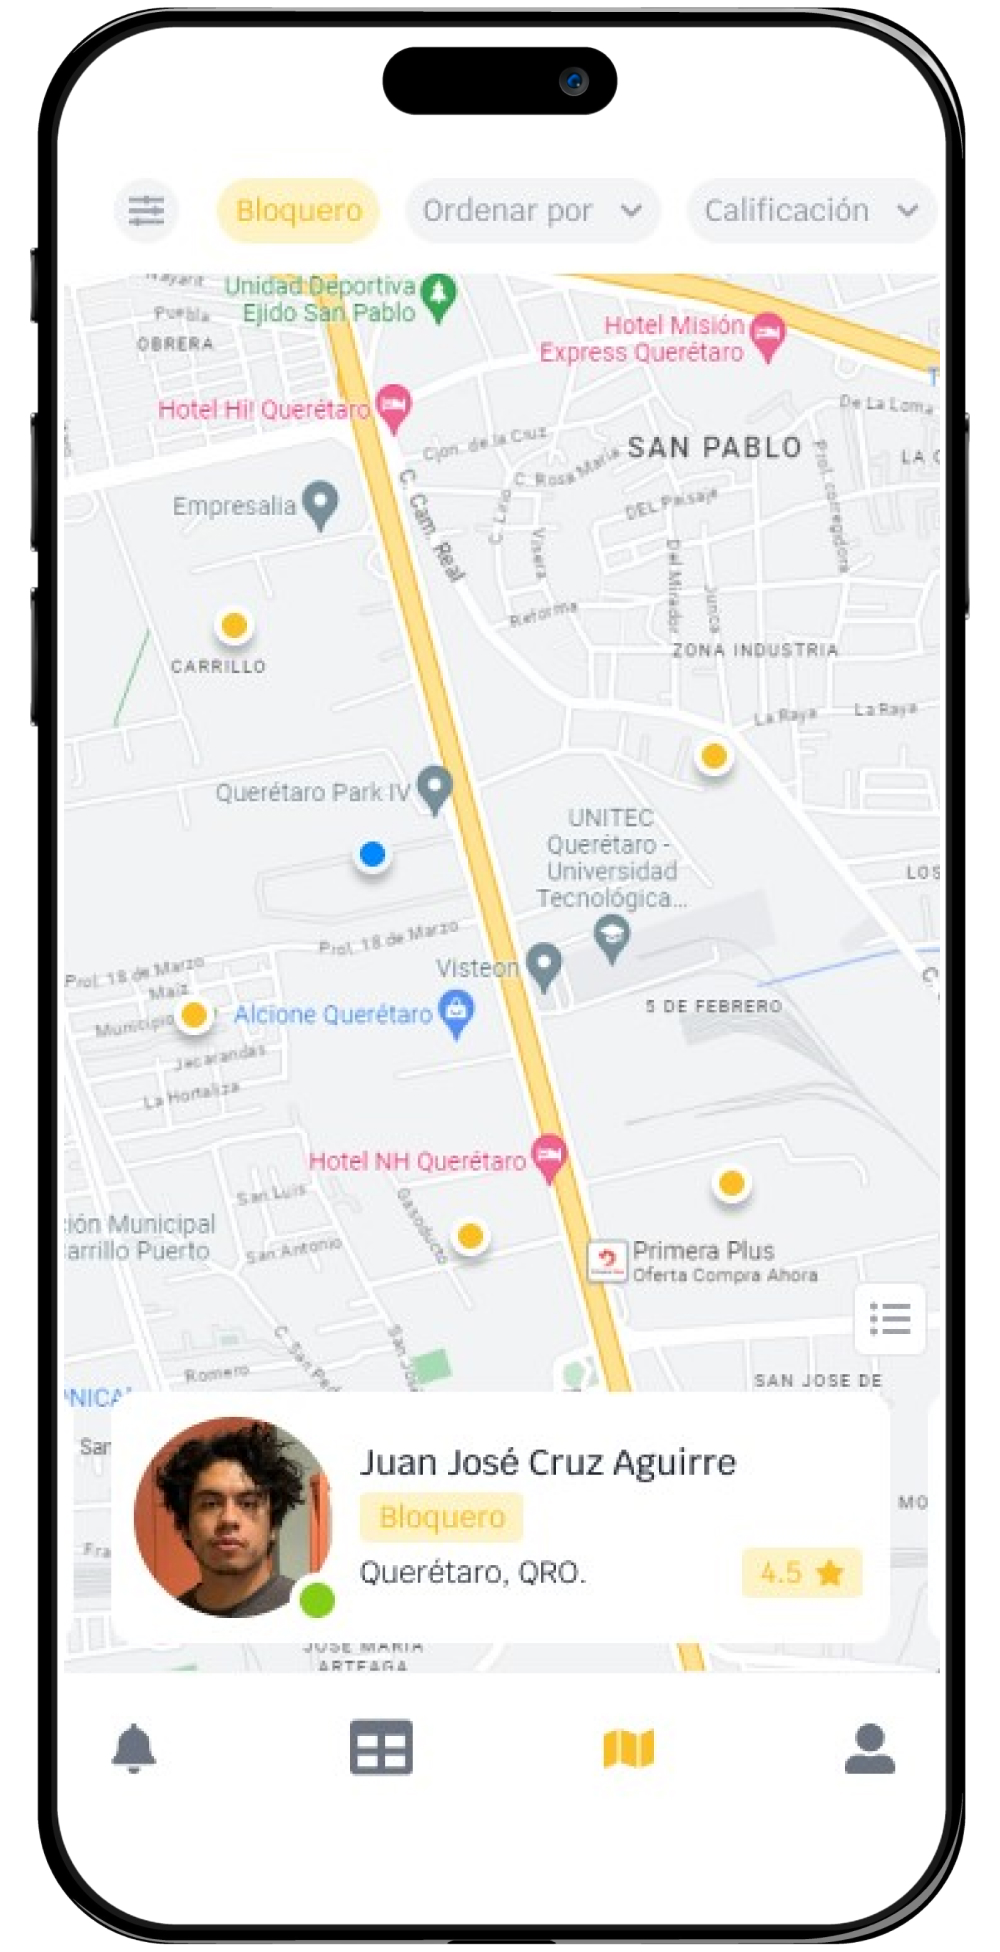 Bloquero
Ordenar por
Calificación
Nayarit
Puebla
OBRERA
Unidad Deportiva
Ejido San Pablo
Hotel Misión
Express Querétaro
Hotel Hi! Querétaro
De La Loma
Cjon. de la Cruz
SAN PABLO
C. Rosa María
Prol. corregidora
Empresalia
C. Cam. Real
C. Lirio
DEL Paisaje
Visera
Del Mirador
Junca
Reforma
CARRILLO
ZONA INDUSTRIA
La Raya
La Raya
Querétaro Park IV
UNITEC
Querétaro -
Universidad
Tecnológica...
LOS
Prol. 18 de Marzo
Prol. 18 de Marzo
Visteon
Maíz
Municipio
Alcione Querétaro
5 DE FEBRERO
Jacarandas
La Hortaliza
Hotel NH Querétaro
San Luis
Gasoducto
ión Municipal
arrillo Puerto
San Antonio
Primera Plus
Oferta Compra Ahora
C. San Pe
San Jos
Romero
SAN JOSE DE
NICA
San
Juan José Cruz Aguirre
Bloquero
MO
Fra
Querétaro, QRO.
4.5
JOSE MARIA
ARTEAGA